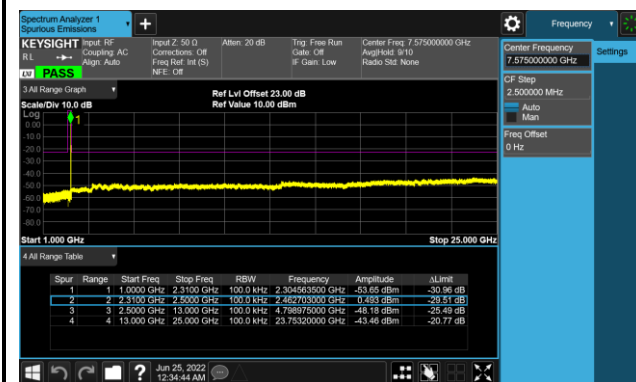 Spectrum Analyzer 1
Spurious Emissions
Frequency
KEYSIGHT Input: RF Input Z: 50 Ω Atten: 20 dB Trig: Free Run Center Freq: 7.575000000 GHz
RL Coupling: AC Corrections: Off Gate: Off Avg|Hold: 9/10
Align: Auto Freq Ref: Int (S) IF Gain: Low Radio Std: None
NFE: Off
LXI PASS
3 All Range Graph
Ref Lvl Offset 23.00 dB
Scale/Div 10.0 dB Ref Value 10.00 dBm
Log
0.00
-10.0
-20.0
-30.0
-40.0
-50.0
-60.0
-70.0
-80.0
1
Start 1.000 GHz Stop 25.000 GHz
4 All Range Table
Spur Range Start Freq Stop Freq RBW Frequency Amplitude ΔLimit
1 1 1.0000 GHz 2.3100 GHz 100.0 kHz 2.304563500 GHz -53.65 dBm -30.96 dB
2 2 2.3100 GHz 2.5000 GHz 100.0 kHz 2.462703000 GHz 0.493 dBm -29.51 dB
3 3 2.5000 GHz 13.000 GHz 100.0 kHz 4.798975000 GHz -48.18 dBm -25.49 dB
4 4 13.000 GHz 25.000 GHz 100.0 kHz 23.75320000 GHz -43.46 dBm -20.77 dB
Jun 25, 2022
12:34:44 AM
Center Frequency
7.575000000 GHz
Settings
CF Step
2.500000 MHz
Auto
Man
Freq Offset
0 Hz